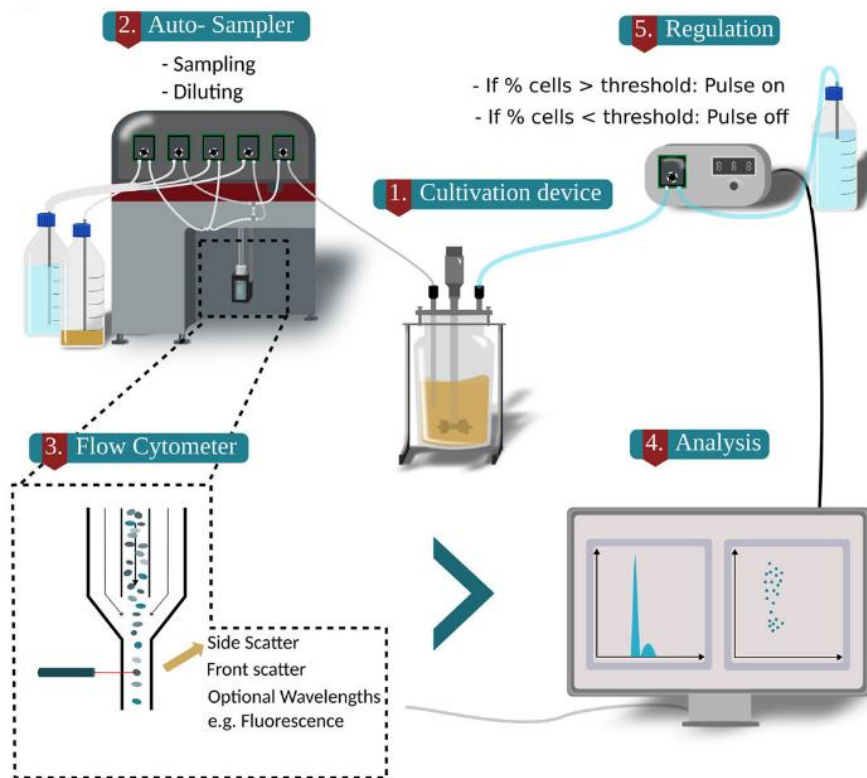 2. Auto- Sampler
- Sampling
- Diluting
5. Regulation
- If % cells > threshold: Pulse on
- If % cells < threshold: Pulse off
1. Cultivation device
888
3. Flow Cytometer
Side Scatter
Front scatter
Optional Wavelengths
e.g. Fluorescence
4. Analysis